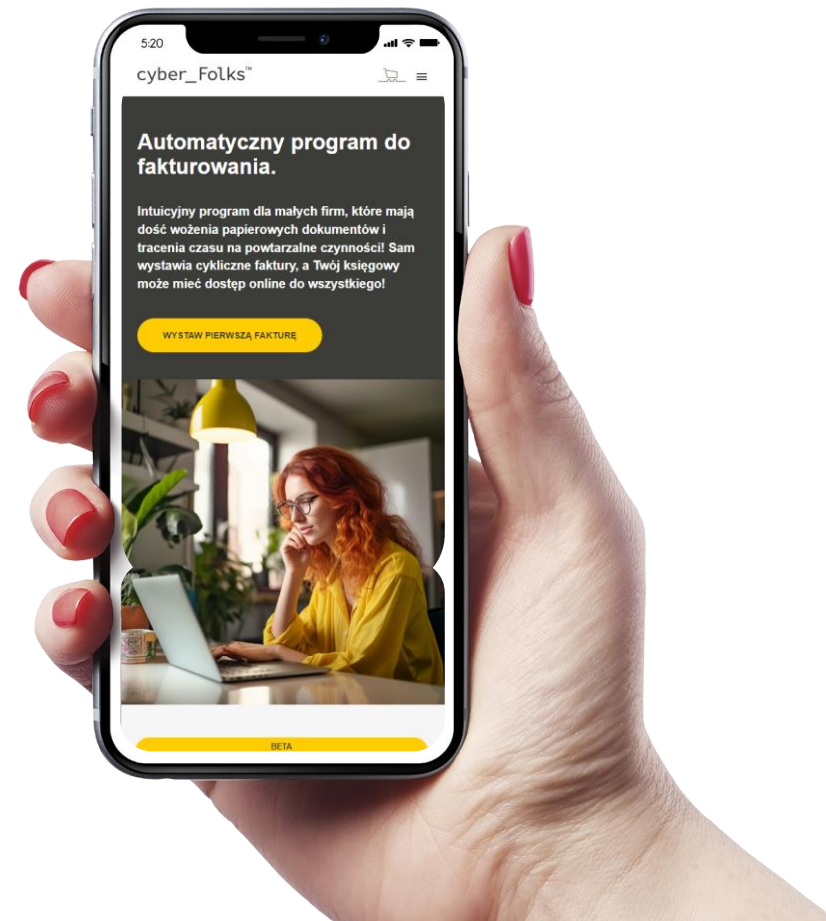 5:20
cyber_Folks™
Automatyczny program do
fakturowania.
Intuicyjny program dla małych firm, które mają
dość wożenia papierowych dokumentów i
tracenia czasu na powtarzalne czynności! Sam
wystawia cykliczne faktury, a Twój księgowy
może mieć dostęp online do wszystkiego!
WYSTAW PIERWSZĄ FAKTURĘ
BETA